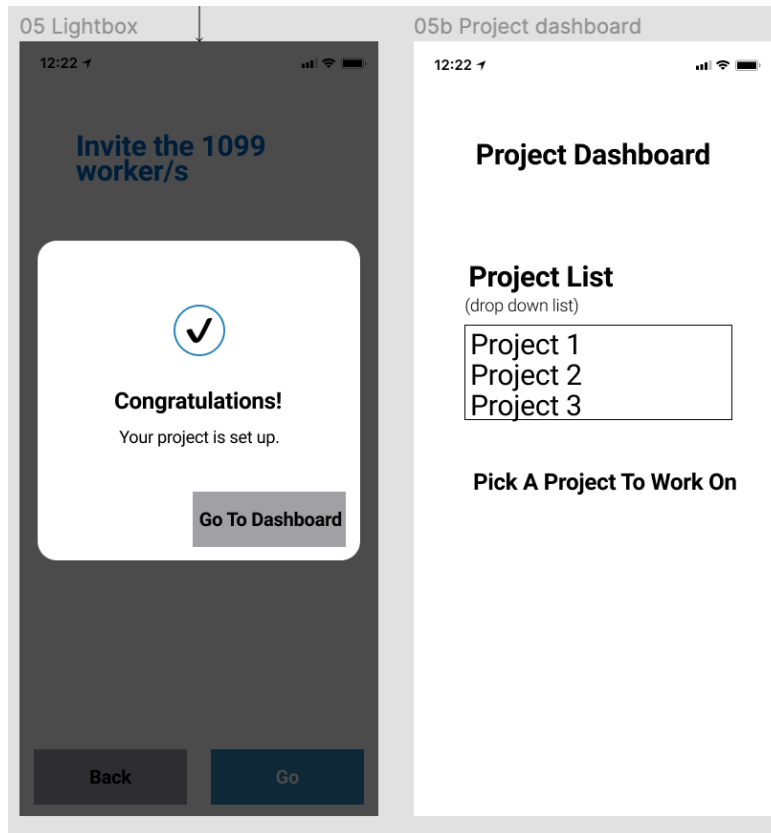 05 Lightbox
12:22
Invite the 1099
worker/s
Congratulations!
Your project is set up.
Go To Dashboard
Back
Go
05b Project dashboard
12:22
Project Dashboard
Project List
(drop down list)
Project 1
Project 2
Project 3
Pick A Project To Work On